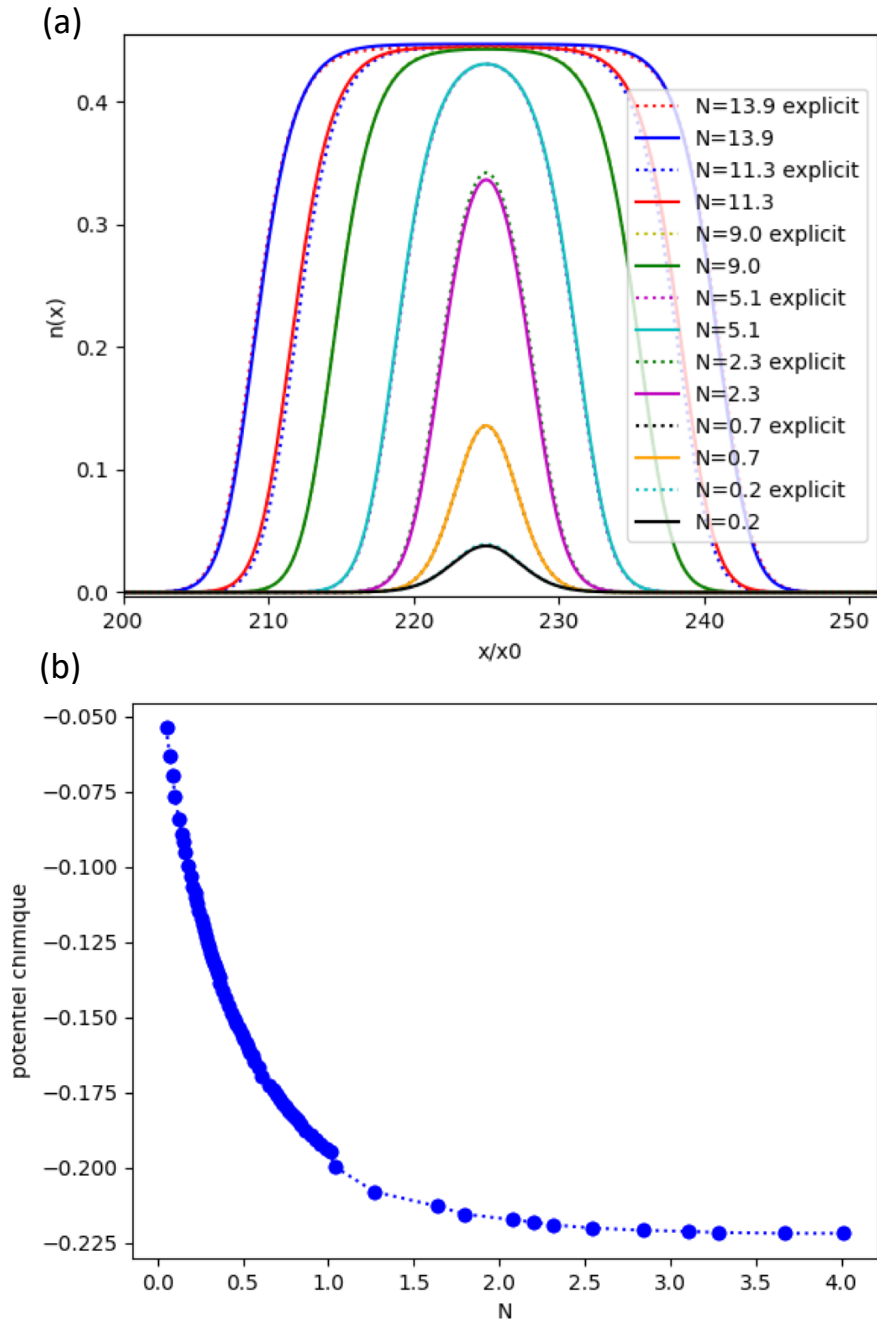 (a)
n(x)
0.4
0.3
0.2
0.1
0.0
N=13.9 explicit
N=13.9
N=11.3 explicit
N=11.3
N=9.0 explicit
N=9.0
N=5.1 explicit
N=5.1
N=2.3 explicit
N=2.3
N=0.7 explicit
N=0.7
N=0.2 explicit
N=0.2
200 210 220 230 240 250
x/x0
(b)
potentiel chimique
−0.050
−0.075
−0.100
−0.125
−0.150
−0.175
−0.200
−0.225
0.0 0.5 1.0 1.5 2.0 2.5 3.0 3.5 4.0
N